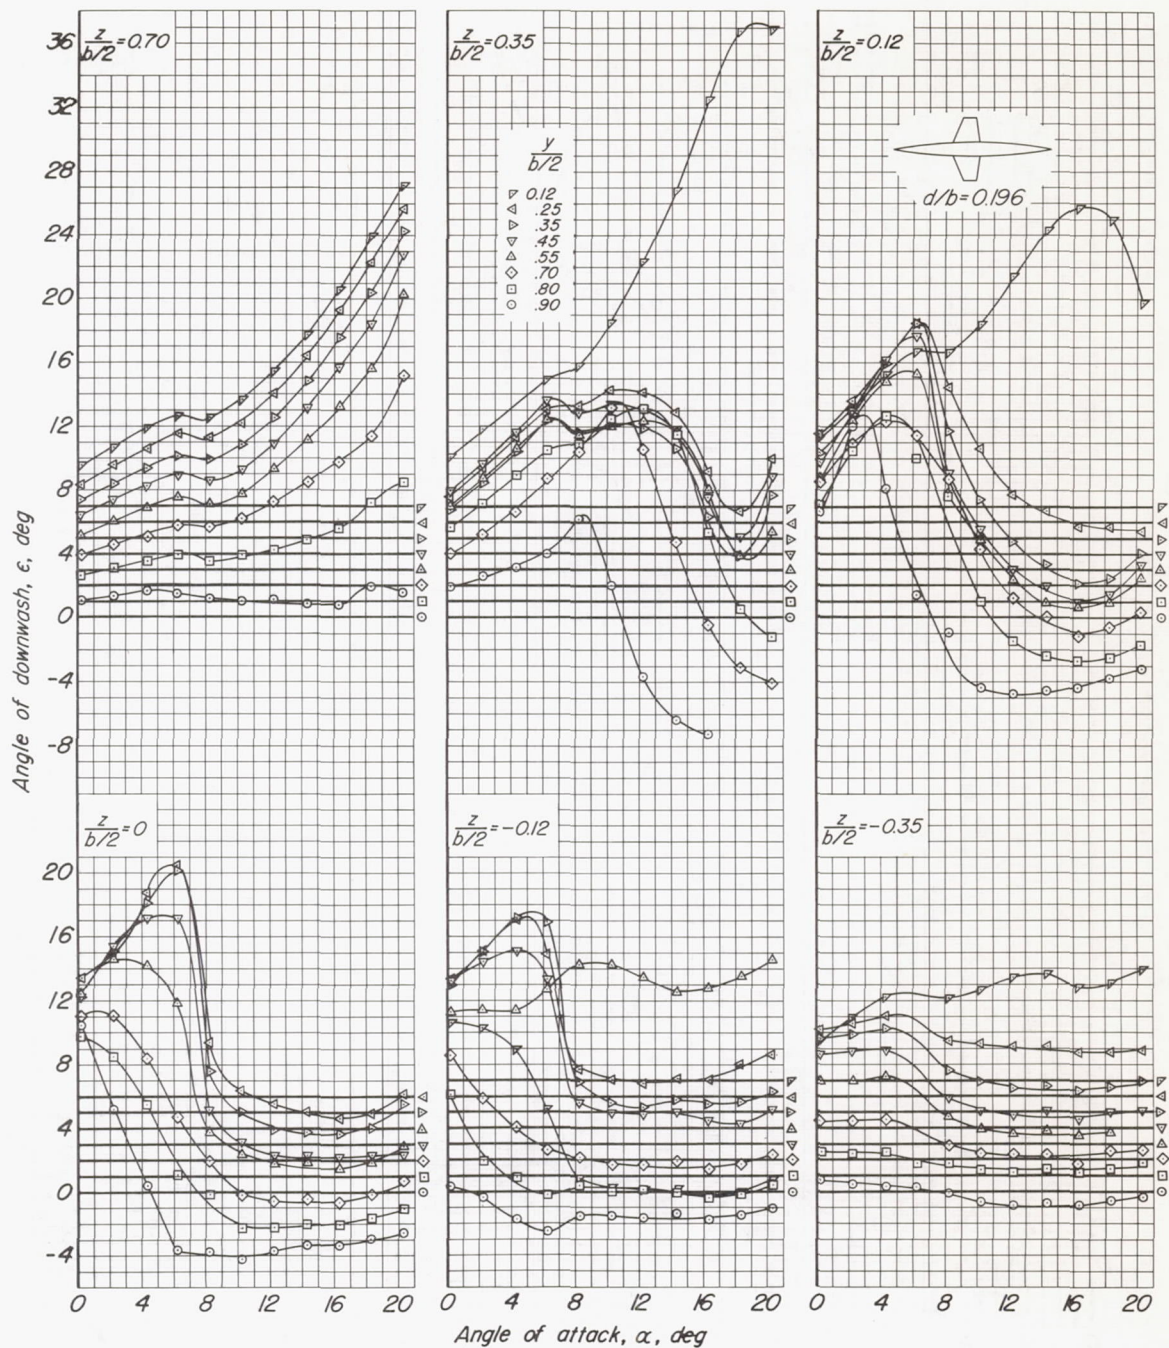 z/b/2 = 0.70
z/b/2 = 0.35
z/b/2 = 0.12
36
32
28
24
20
16
12
8
4
0
-4
-8
y/b/2
0.12
.25
.35
.45
.55
.70
.80
.90
d/b=0.196
Angle of downwash, ϵ, deg
z/b/2 = 0
z/b/2 = -0.12
z/b/2 = -0.35
20
16
12
8
4
0
-4
0 4 8 12 16 20
0 4 8 12 16 20
0 4 8 12 16 20
Angle of attack, α, deg